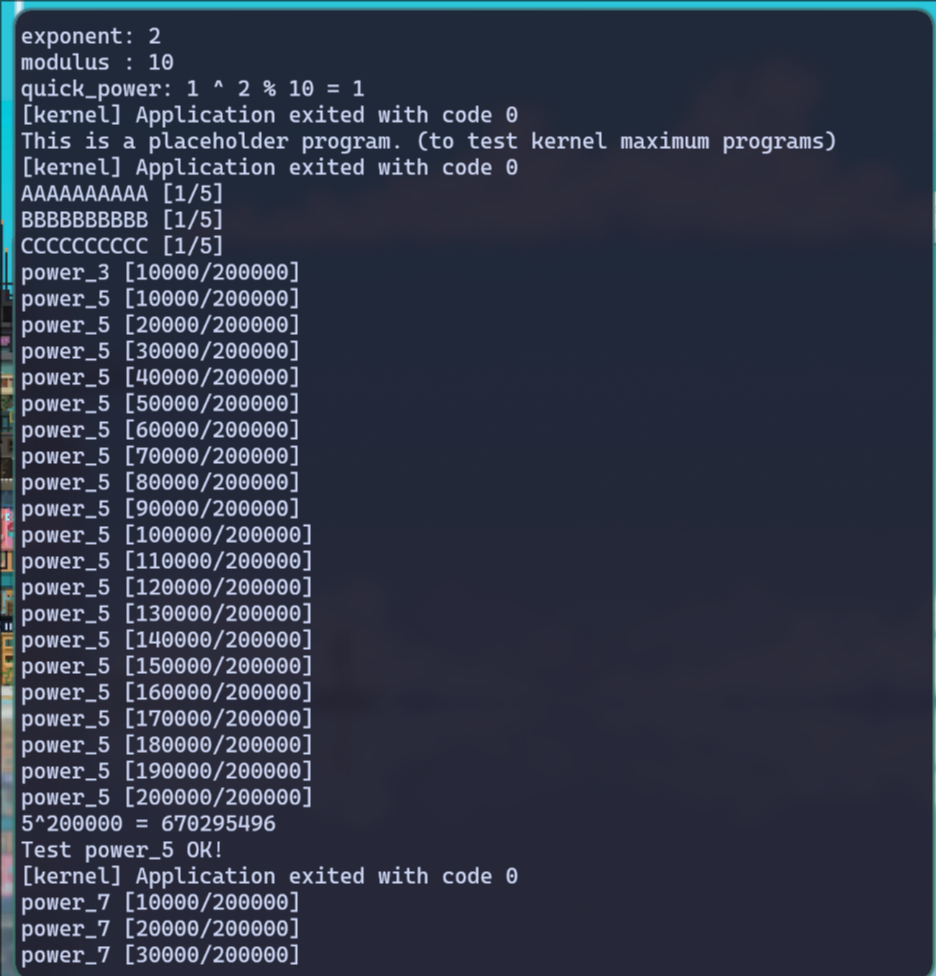 exponent: 2
modulus : 10
quick_power: 1 ^ 2 % 10 = 1
[kernel] Application exited with code 0
This is a placeholder program. (to test kernel maximum programs)
[kernel] Application exited with code 0
AAAAAAAAAA [1/5]
BBBBBBBBBB [1/5]
CCCCCCCCCC [1/5]
power_3 [10000/200000]
power_5 [10000/200000]
power_5 [20000/200000]
power_5 [30000/200000]
power_5 [40000/200000]
power_5 [50000/200000]
power_5 [60000/200000]
power_5 [70000/200000]
power_5 [80000/200000]
power_5 [90000/200000]
power_5 [100000/200000]
power_5 [110000/200000]
power_5 [120000/200000]
power_5 [130000/200000]
power_5 [140000/200000]
power_5 [150000/200000]
power_5 [160000/200000]
power_5 [170000/200000]
power_5 [180000/200000]
power_5 [190000/200000]
power_5 [200000/200000]
5^200000 = 670295496
Test power_5 OK!
[kernel] Application exited with code 0
power_7 [10000/200000]
power_7 [20000/200000]
power_7 [30000/200000]